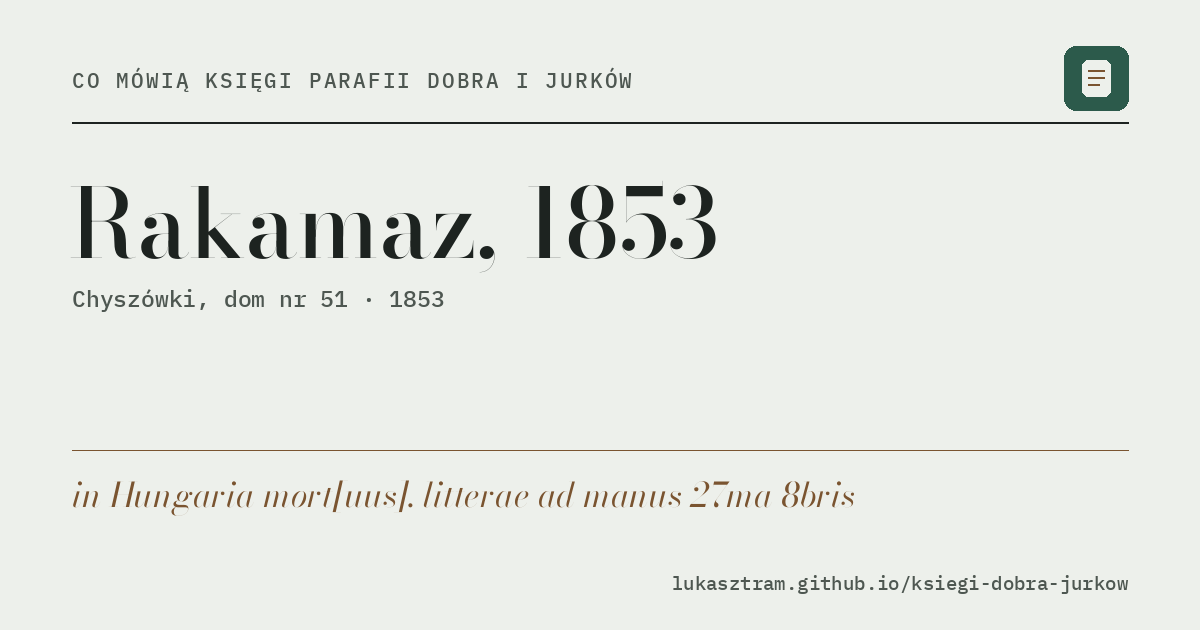 CO MÓWIĄ KSIĘGI PARAFII DOBRA I JURKÓW
Rakamaz, 1853
Chyszówki, dom nr 51 · 1853
in Hungaria mort[uus]. litterae ad manus 27ma 8bris
lukasztram.github.io/ksiegi-dobra-jurkow